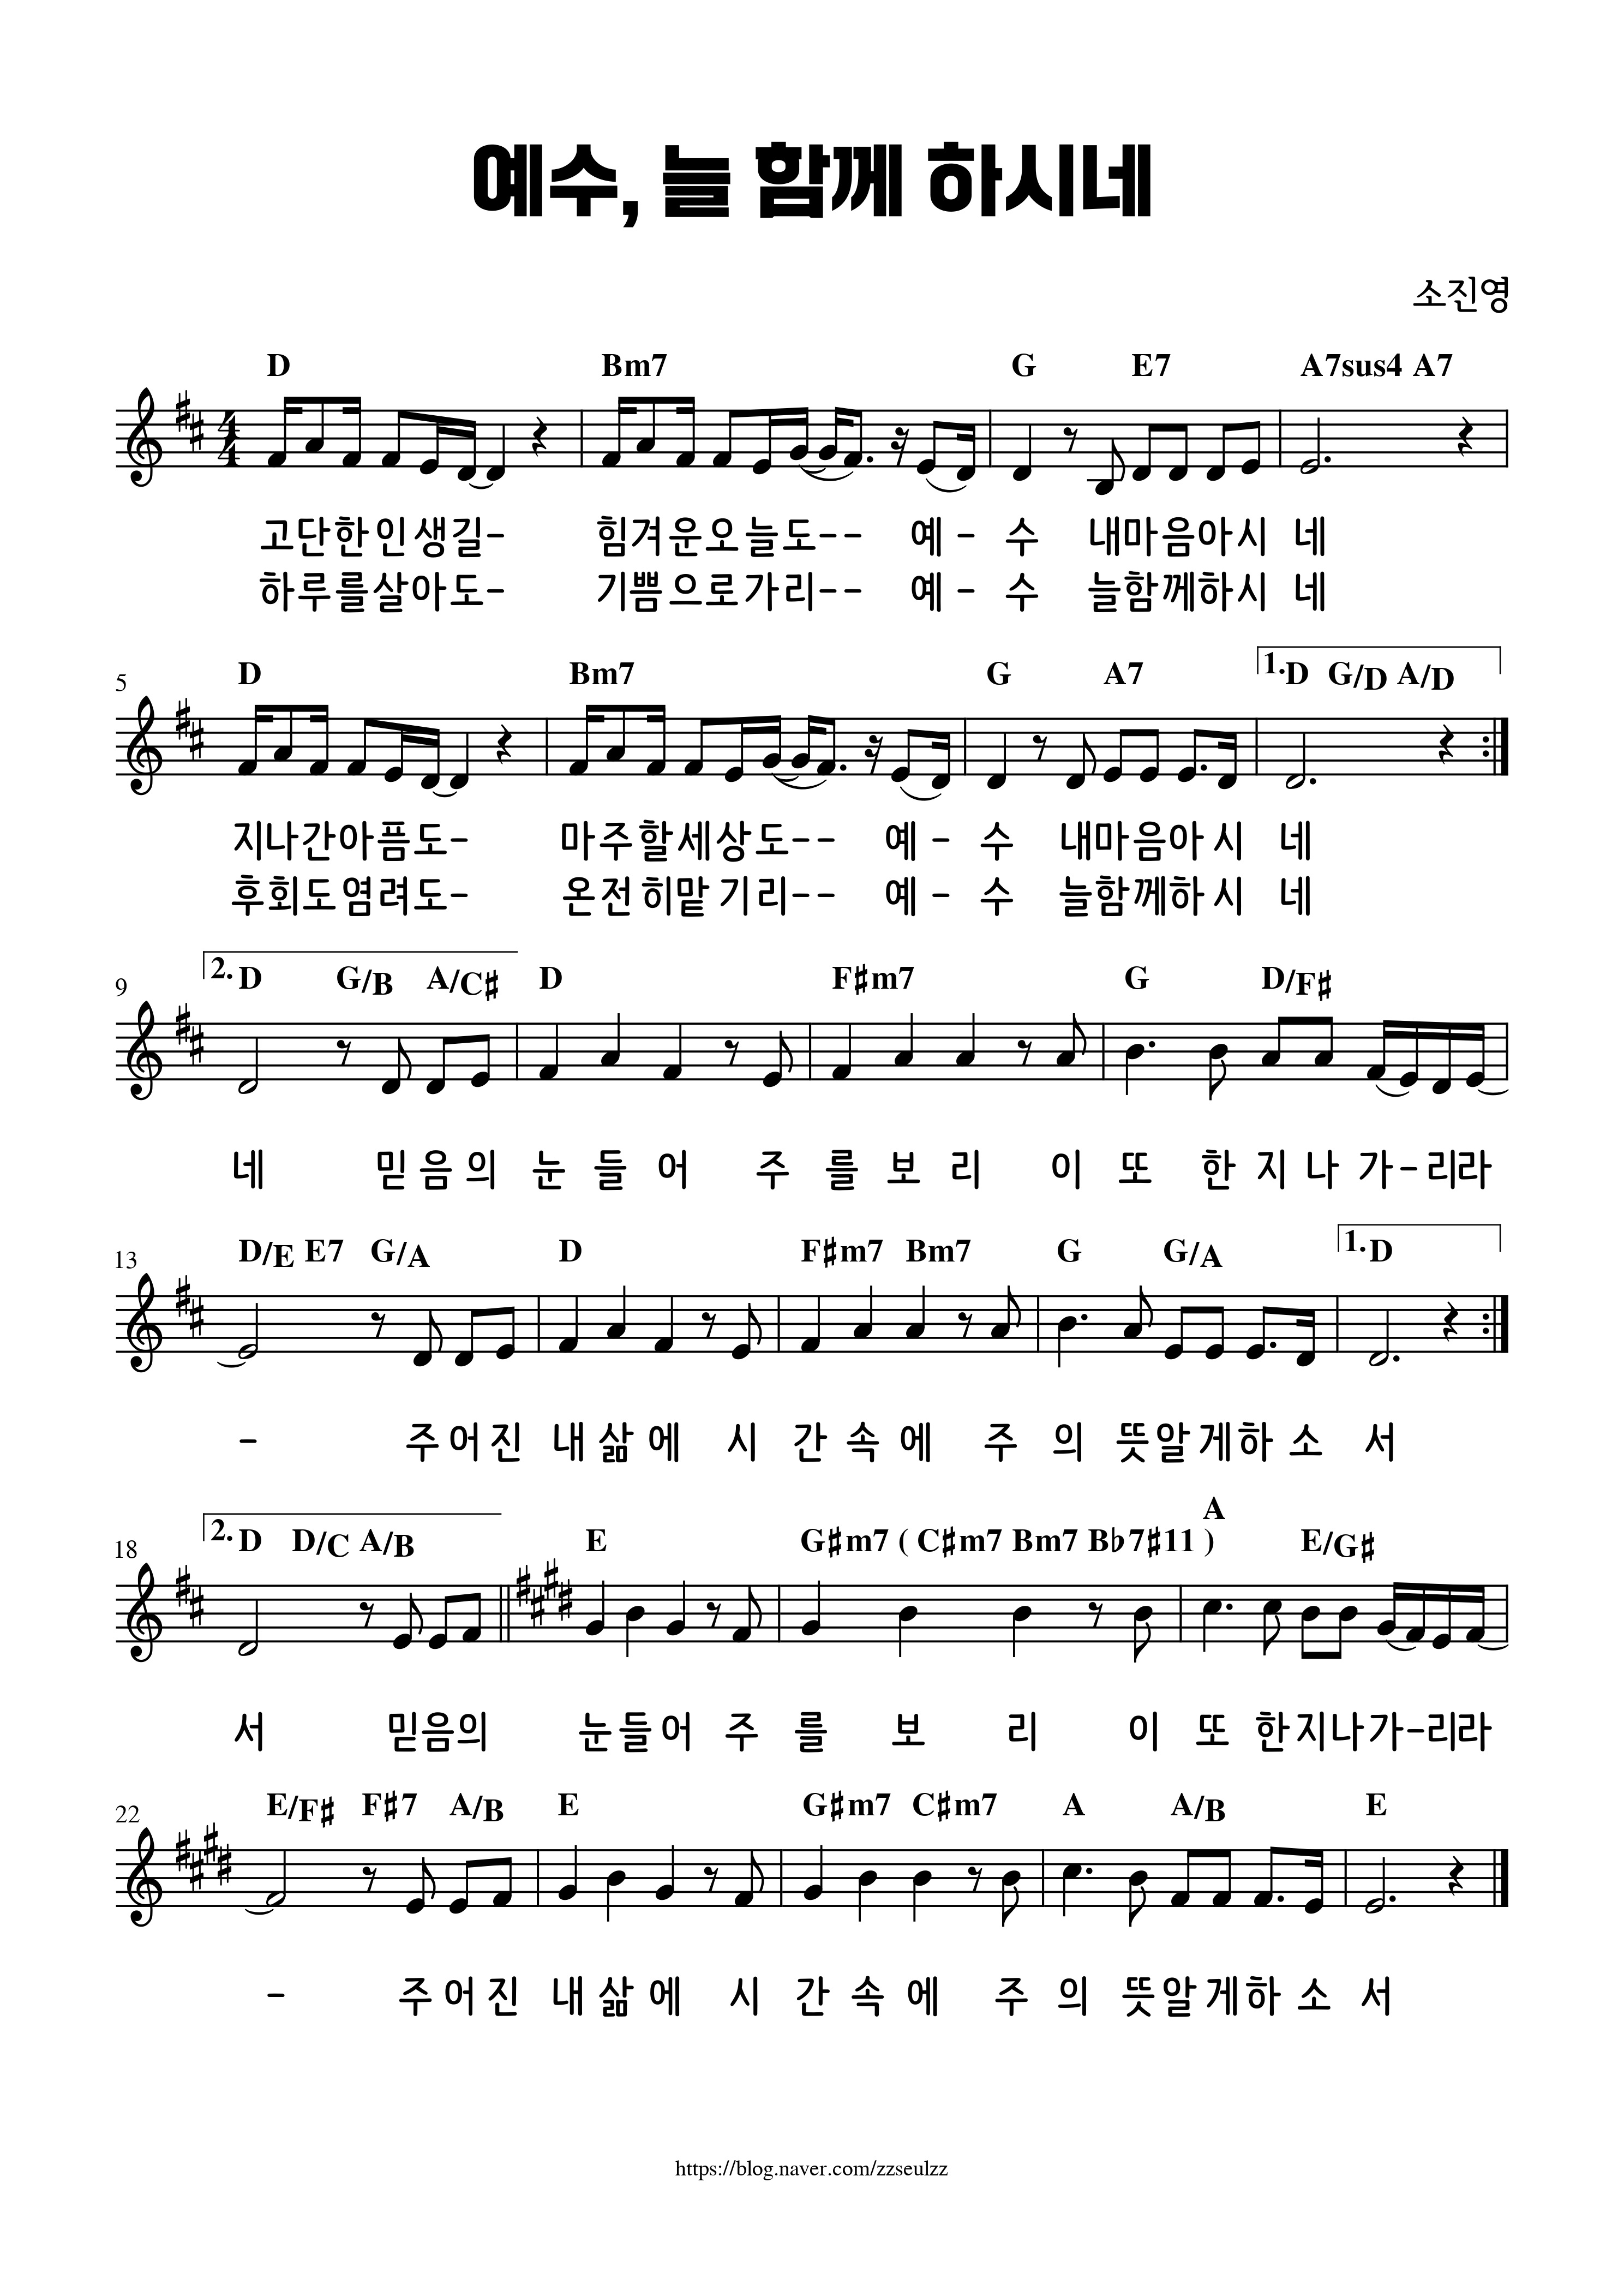 예수, 늘 함께 하시네
소진영
D Bm7 G E7 A7sus4 A7
4 4
고단한인생길- 힘겨운오늘도-- 예- 수 내마음아시 네
하루를살아도- 기쁨으로가리-- 예- 수 늘함께하시 네
5 D Bm7 G A7 1. D G/D A/D
지나간아픔도- 마주할세상도-- 예- 수 내마음아 시 네
후회도염려도- 온전히맡 기리-- 예- 수 늘함께하 시 네
9 2. D G/B A/C♯ D F♯m7 G D/F♯
네 믿음의 눈 들 어 주 를 보 리 이 또 한 지 나 가-리라
13 D/E E7 G/A D F♯m7 Bm7 G G/A 1. D
- 주어진 내 삶 에 시 간 속 에 주 의 뜻알게하 소 서
18 2. D D/C A/B E G♯m7 ( C♯m7 Bm7 B♭7♯11 ) A E/G♯
서 믿음의 눈들어 주 를 보 리 이 또 한지나가-리라
22 E/F♯ F♯7 A/B E G♯m7 C♯m7 A A/B E
- 주 어 진 내 삶 에 시 간 속 에 주 의 뜻알게하 소 서
https://blog.naver.com/zzseulzz